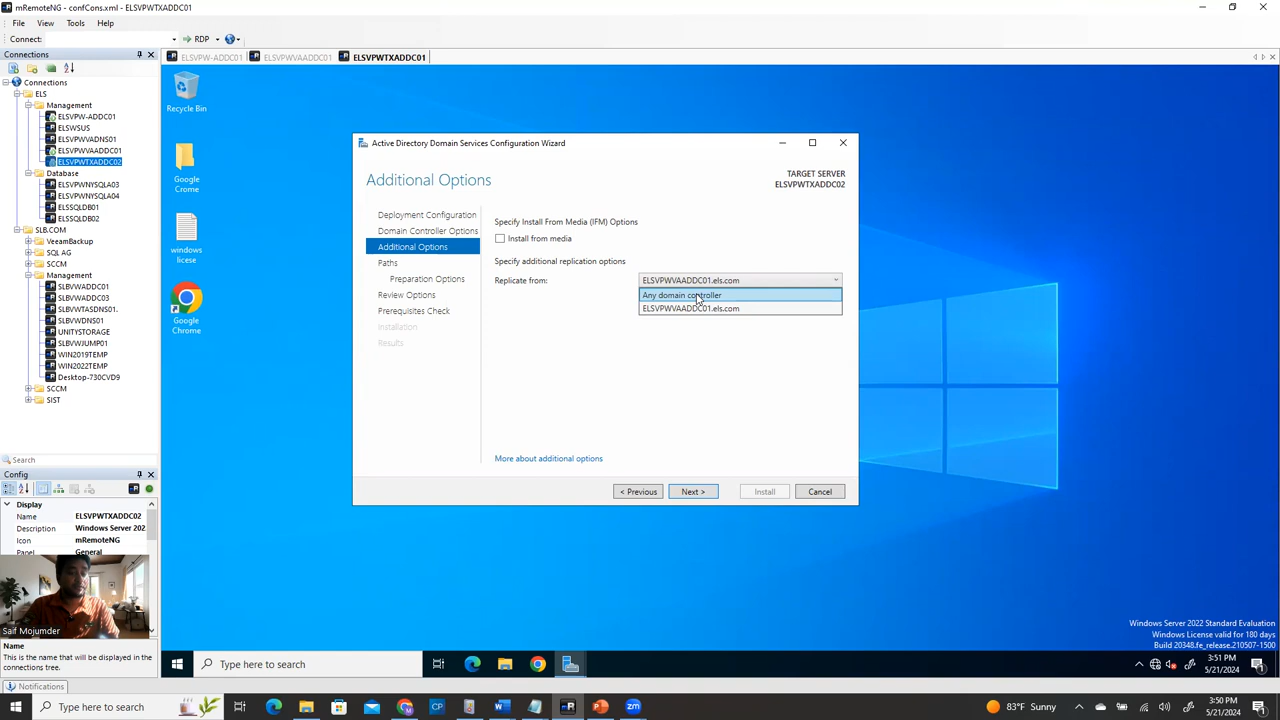 mRemoteNG - confCons.xml - ELSVPWTXADDC01
File View Tools Help
Connect: RDP
Connections
ELSVPW-ADDC01 ELSVPWVAADDC01 ELSVPWTXADDC01
Connections
ELS
Management
ELSVPW-ADDC01
ELSWSUS
ELSVPWVADNS01
ELSVPWVAADDC01
ELSVPWTXADDC02
Database
ELSVPWNYSQLA03
ELSVPWNYSQLA04
ELSSQLDB01
ELSSQLDB02
SLB.COM
VeeamBackup
SQL AG
SCCM
Management
SLBVWADDC01
SLBVWADDC03
SLBVWTASDNS01.
SLBVWDNS01
UNITYSTORAGE
SLBVWJUMP01
WIN2019TEMP
WIN2022TEMP
Desktop-730CVD9
SCCM
SIST
Search
Config
Display
Name ELSVPWTXADDC02
Description Windows Server 202
Icon mRemoteNG
Panel General
Saif Mojumder
Name
This is the name that will be displayed in the connections tree.
Notifications
Recycle Bin
Google Crome
windows licese
Google Chrome
Active Directory Domain Services Configuration Wizard
Additional Options
TARGET SERVER
ELSVPWTXADDC02
Deployment Configuration
Domain Controller Options
Additional Options
Paths
Preparation Options
Review Options
Prerequisites Check
Installation
Results
Specify Install From Media (IFM) Options
Install from media
Specify additional replication options
Replicate from: ELSVPWVAADDC01.els.com
Any domain controller
ELSVPWVAADDC01.els.com
More about additional options
< Previous Next > Install Cancel
Windows Server 2022 Standard Evaluation
Windows License valid for 180 days
Build 20348.fe_release.210507-1500
Type here to search
3:51 PM
5/21/2024
Type here to search
83°F Sunny
3:50 PM
5/21/2024